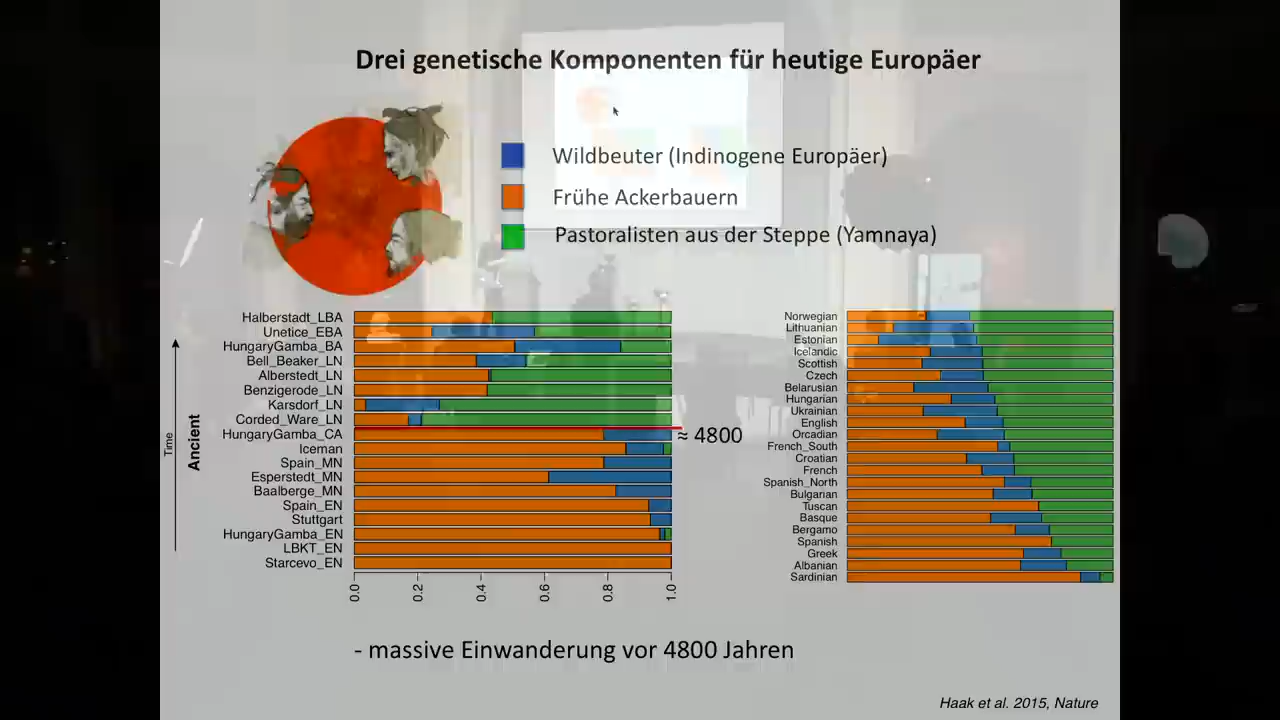 Drei genetische Komponenten für heutige Europäer
Wildbeuter (Indinogene Europäer)
Frühe Ackerbauern
Pastoralisten aus der Steppe (Yamnaya)
Halberstadt_LBA
Unetice_EBA
HungaryGamba_BA
Bell_Beaker_LN
Alberstedt_LN
Benzigerode_LN
Karsdorf_LN
Corded_Ware_LN
HungaryGamba_CA
Iceman
Spain_MN
Esperstedt_MN
Baalberge_MN
Spain_EN
Stuttgart
HungaryGamba_EN
LBKT_EN
Starcevo_EN
Time
Ancient
≈ 4800
0.0
0.2
0.4
0.6
0.8
1.0
Norwegian
Lithuanian
Estonian
Icelandic
Scottish
Czech
Belarusian
Hungarian
Ukrainian
English
Orcadian
French_South
Croatian
French
Spanish_North
Bulgarian
Tuscan
Basque
Bergamo
Spanish
Greek
Albanian
Sardinian
- massive Einwanderung vor 4800 Jahren
Haak et al. 2015, Nature